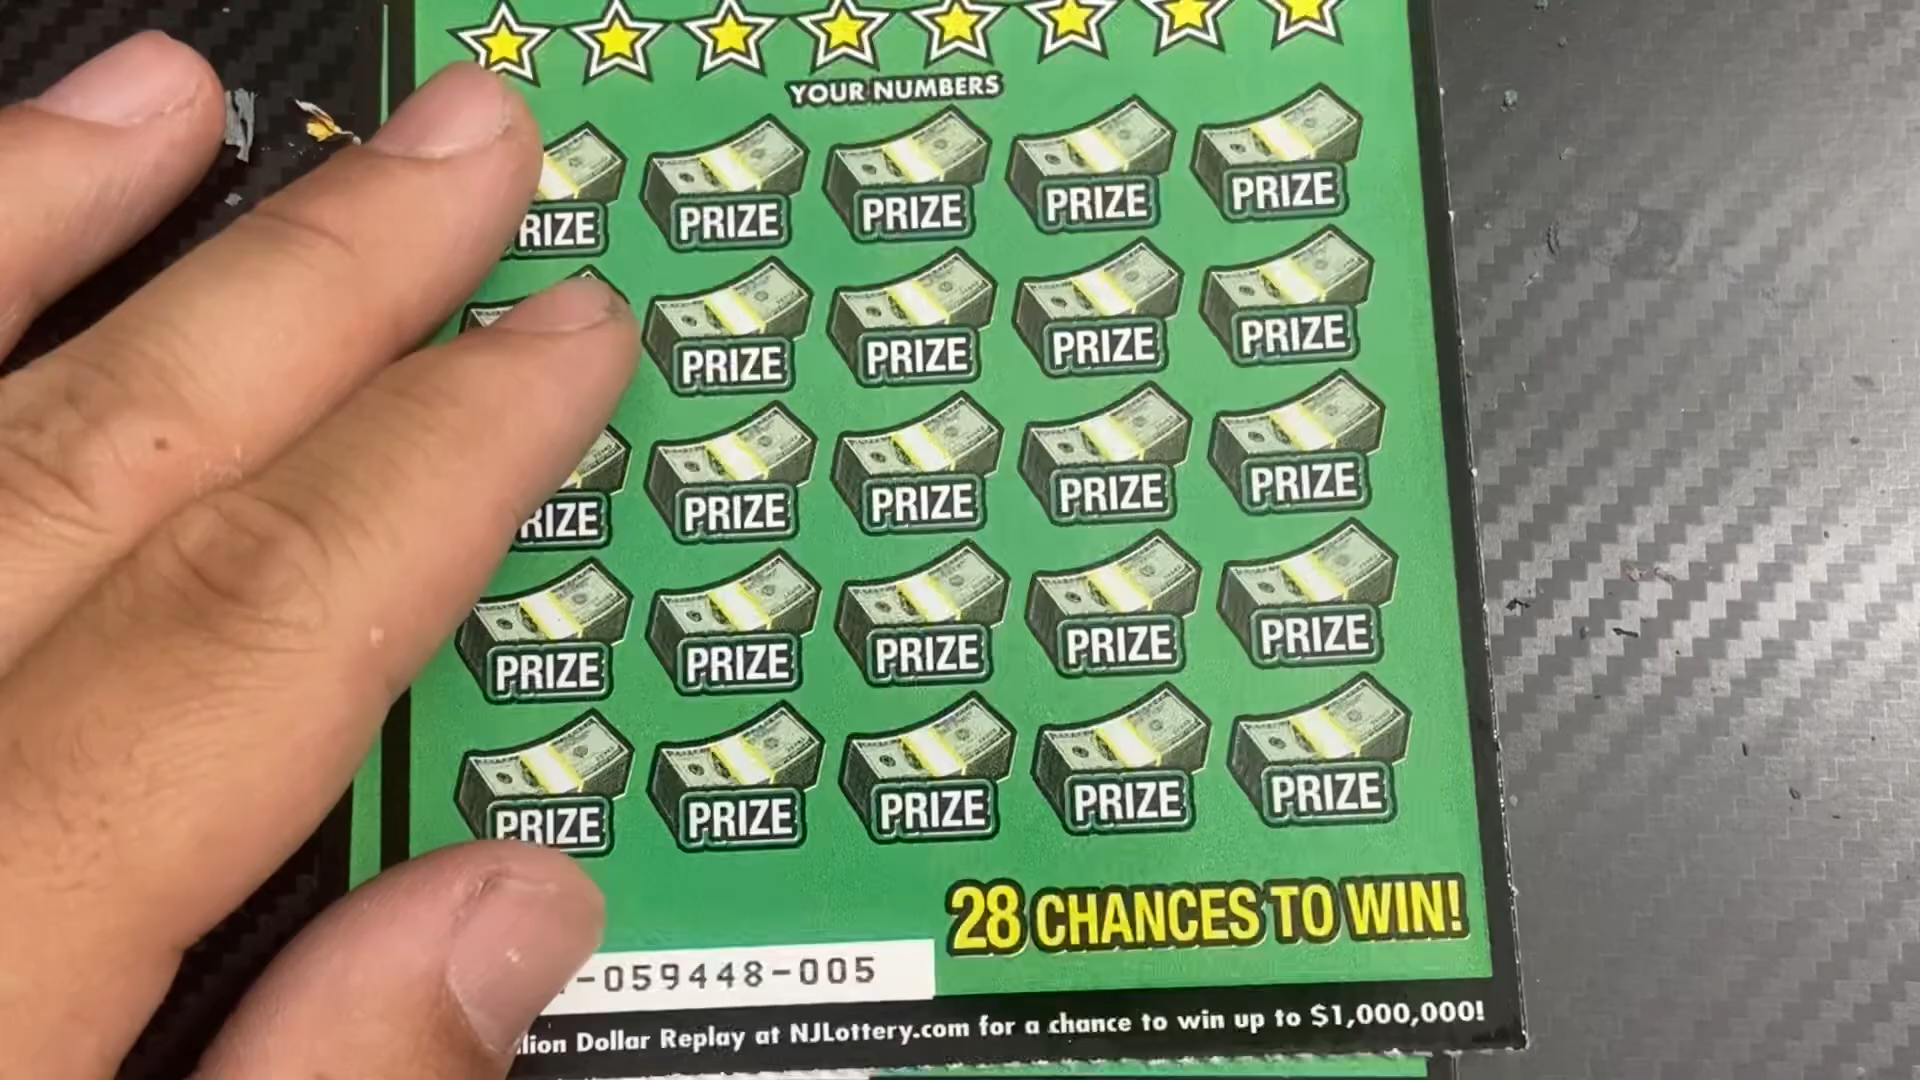 YOUR NUMBERS
RIZE PRIZE PRIZE PRIZE PRIZE
PRIZE PRIZE PRIZE PRIZE
RIZE PRIZE PRIZE PRIZE PRIZE
PRIZE PRIZE PRIZE PRIZE PRIZE
PRIZE PRIZE PRIZE PRIZE PRIZE
28 CHANCES TO WIN!
-059448-005
llion Dollar Replay at NJLottery.com for a chance to win up to $1,000,000!